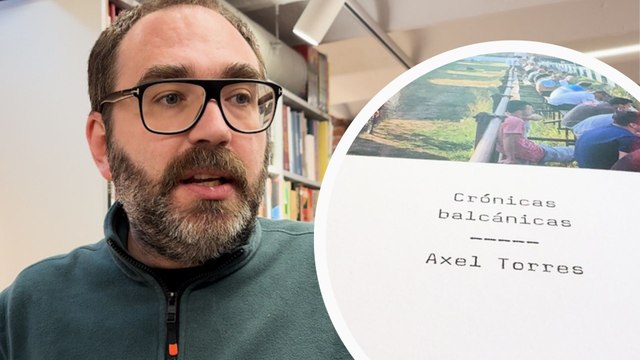 Crónicas
balcánicas
-----
Axel Torres